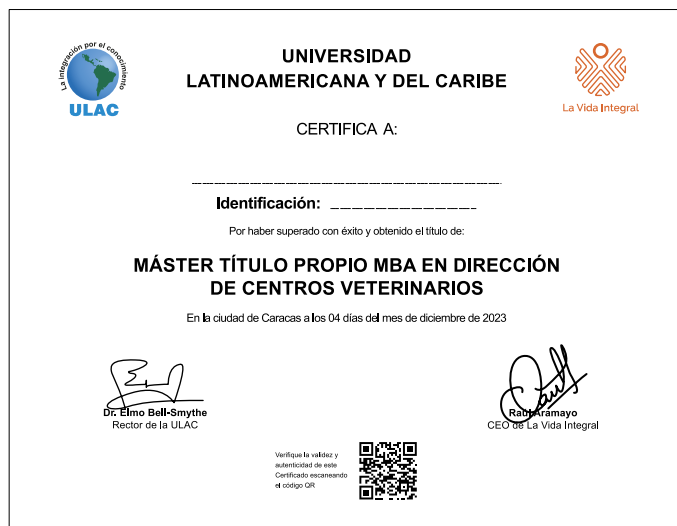 La integración por el conocimiento
ULAC
UNIVERSIDAD
LATINOAMERICANA Y DEL CARIBE
La Vida Integral
CERTIFICA A:
Identificación:
Por haber superado con éxito y obtenido el título de:
MÁSTER TÍTULO PROPIO MBA EN DIRECCIÓN
DE CENTROS VETERINARIOS
En la ciudad de Caracas a los 04 días del mes de diciembre de 2023
Dr. Elmo Bell-Smythe
Rector de la ULAC
Raúl Aramayo
CEO de La Vida Integral
Verifique la validez y
autenticidad de este
Certificado escaneando
el código QR